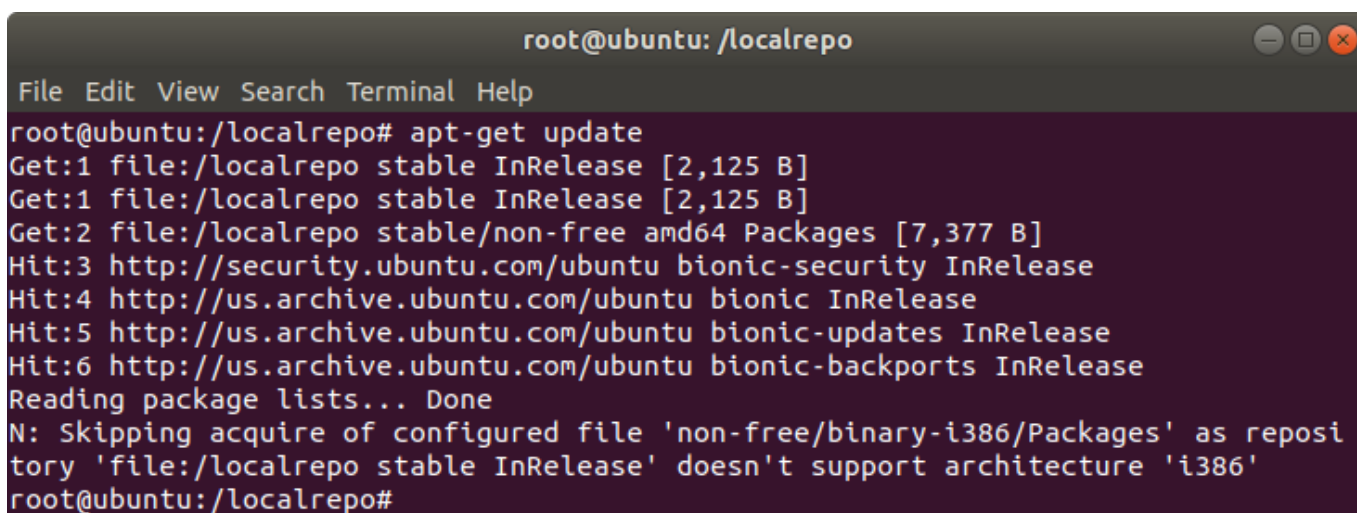 root@ubuntu: /localrepo
File Edit View Search Terminal Help
root@ubuntu:/localrepo# apt-get update
Get:1 file:/localrepo stable InRelease [2,125 B]
Get:1 file:/localrepo stable InRelease [2,125 B]
Get:2 file:/localrepo stable/non-free amd64 Packages [7,377 B]
Hit:3 http://security.ubuntu.com/ubuntu bionic-security InRelease
Hit:4 http://us.archive.ubuntu.com/ubuntu bionic InRelease
Hit:5 http://us.archive.ubuntu.com/ubuntu bionic-updates InRelease
Hit:6 http://us.archive.ubuntu.com/ubuntu bionic-backports InRelease
Reading package lists... Done
N: Skipping acquire of configured file 'non-free/binary-i386/Packages' as reposi
tory 'file:/localrepo stable InRelease' doesn't support architecture 'i386'
root@ubuntu:/localrepo#